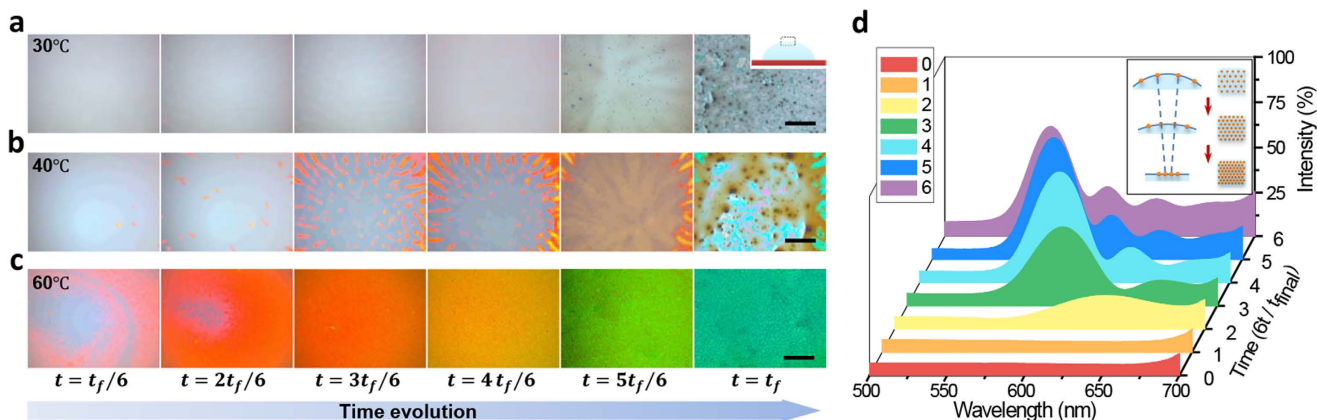 a
30℃
b
40℃
c
60℃
t = t_f/6
t = 2t_f/6
t = 3t_f/6
t = 4t_f/6
t = 5t_f/6
t = t_f
Time evolution
d
0
1
2
3
4
5
6
100
75
50
25
Intensity (%)
6
5
4
3
2
1
0
Time (6t / t_final)
500
550
600
650
700
Wavelength (nm)